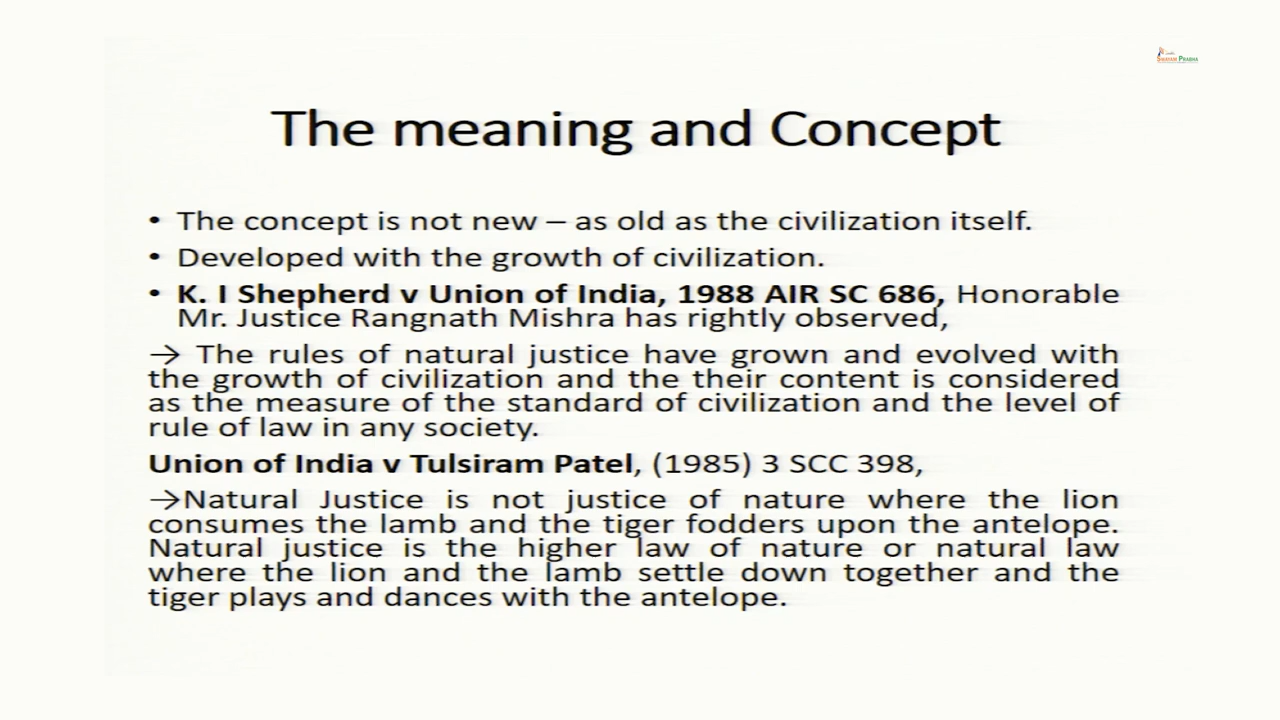 SWAYAM PRABHA
The meaning and Concept
• The concept is not new – as old as the civilization itself.
• Developed with the growth of civilization.
• K. I Shepherd v Union of India, 1988 AIR SC 686, Honorable
Mr. Justice Rangnath Mishra has rightly observed,
→ The rules of natural justice have grown and evolved with
the growth of civilization and the their content is considered
as the measure of the standard of civilization and the level of
rule of law in any society.
Union of India v Tulsiram Patel, (1985) 3 SCC 398,
→Natural Justice is not justice of nature where the lion
consumes the lamb and the tiger fodders upon the antelope.
Natural justice is the higher law of nature or natural law
where the lion and the lamb settle down together and the
tiger plays and dances with the antelope.